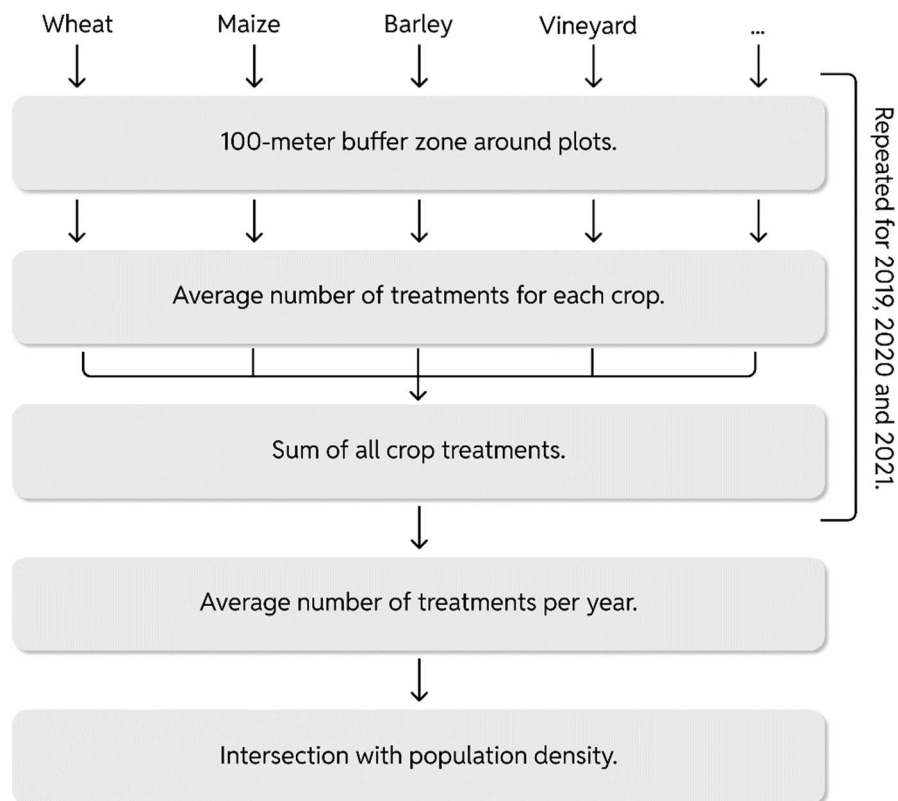 Wheat Maize Barley Vineyard ...
100-meter buffer zone around plots.
Average number of treatments for each crop.
Sum of all crop treatments.
Repeated for 2019, 2020 and 2021.
Average number of treatments per year.
Intersection with population density.